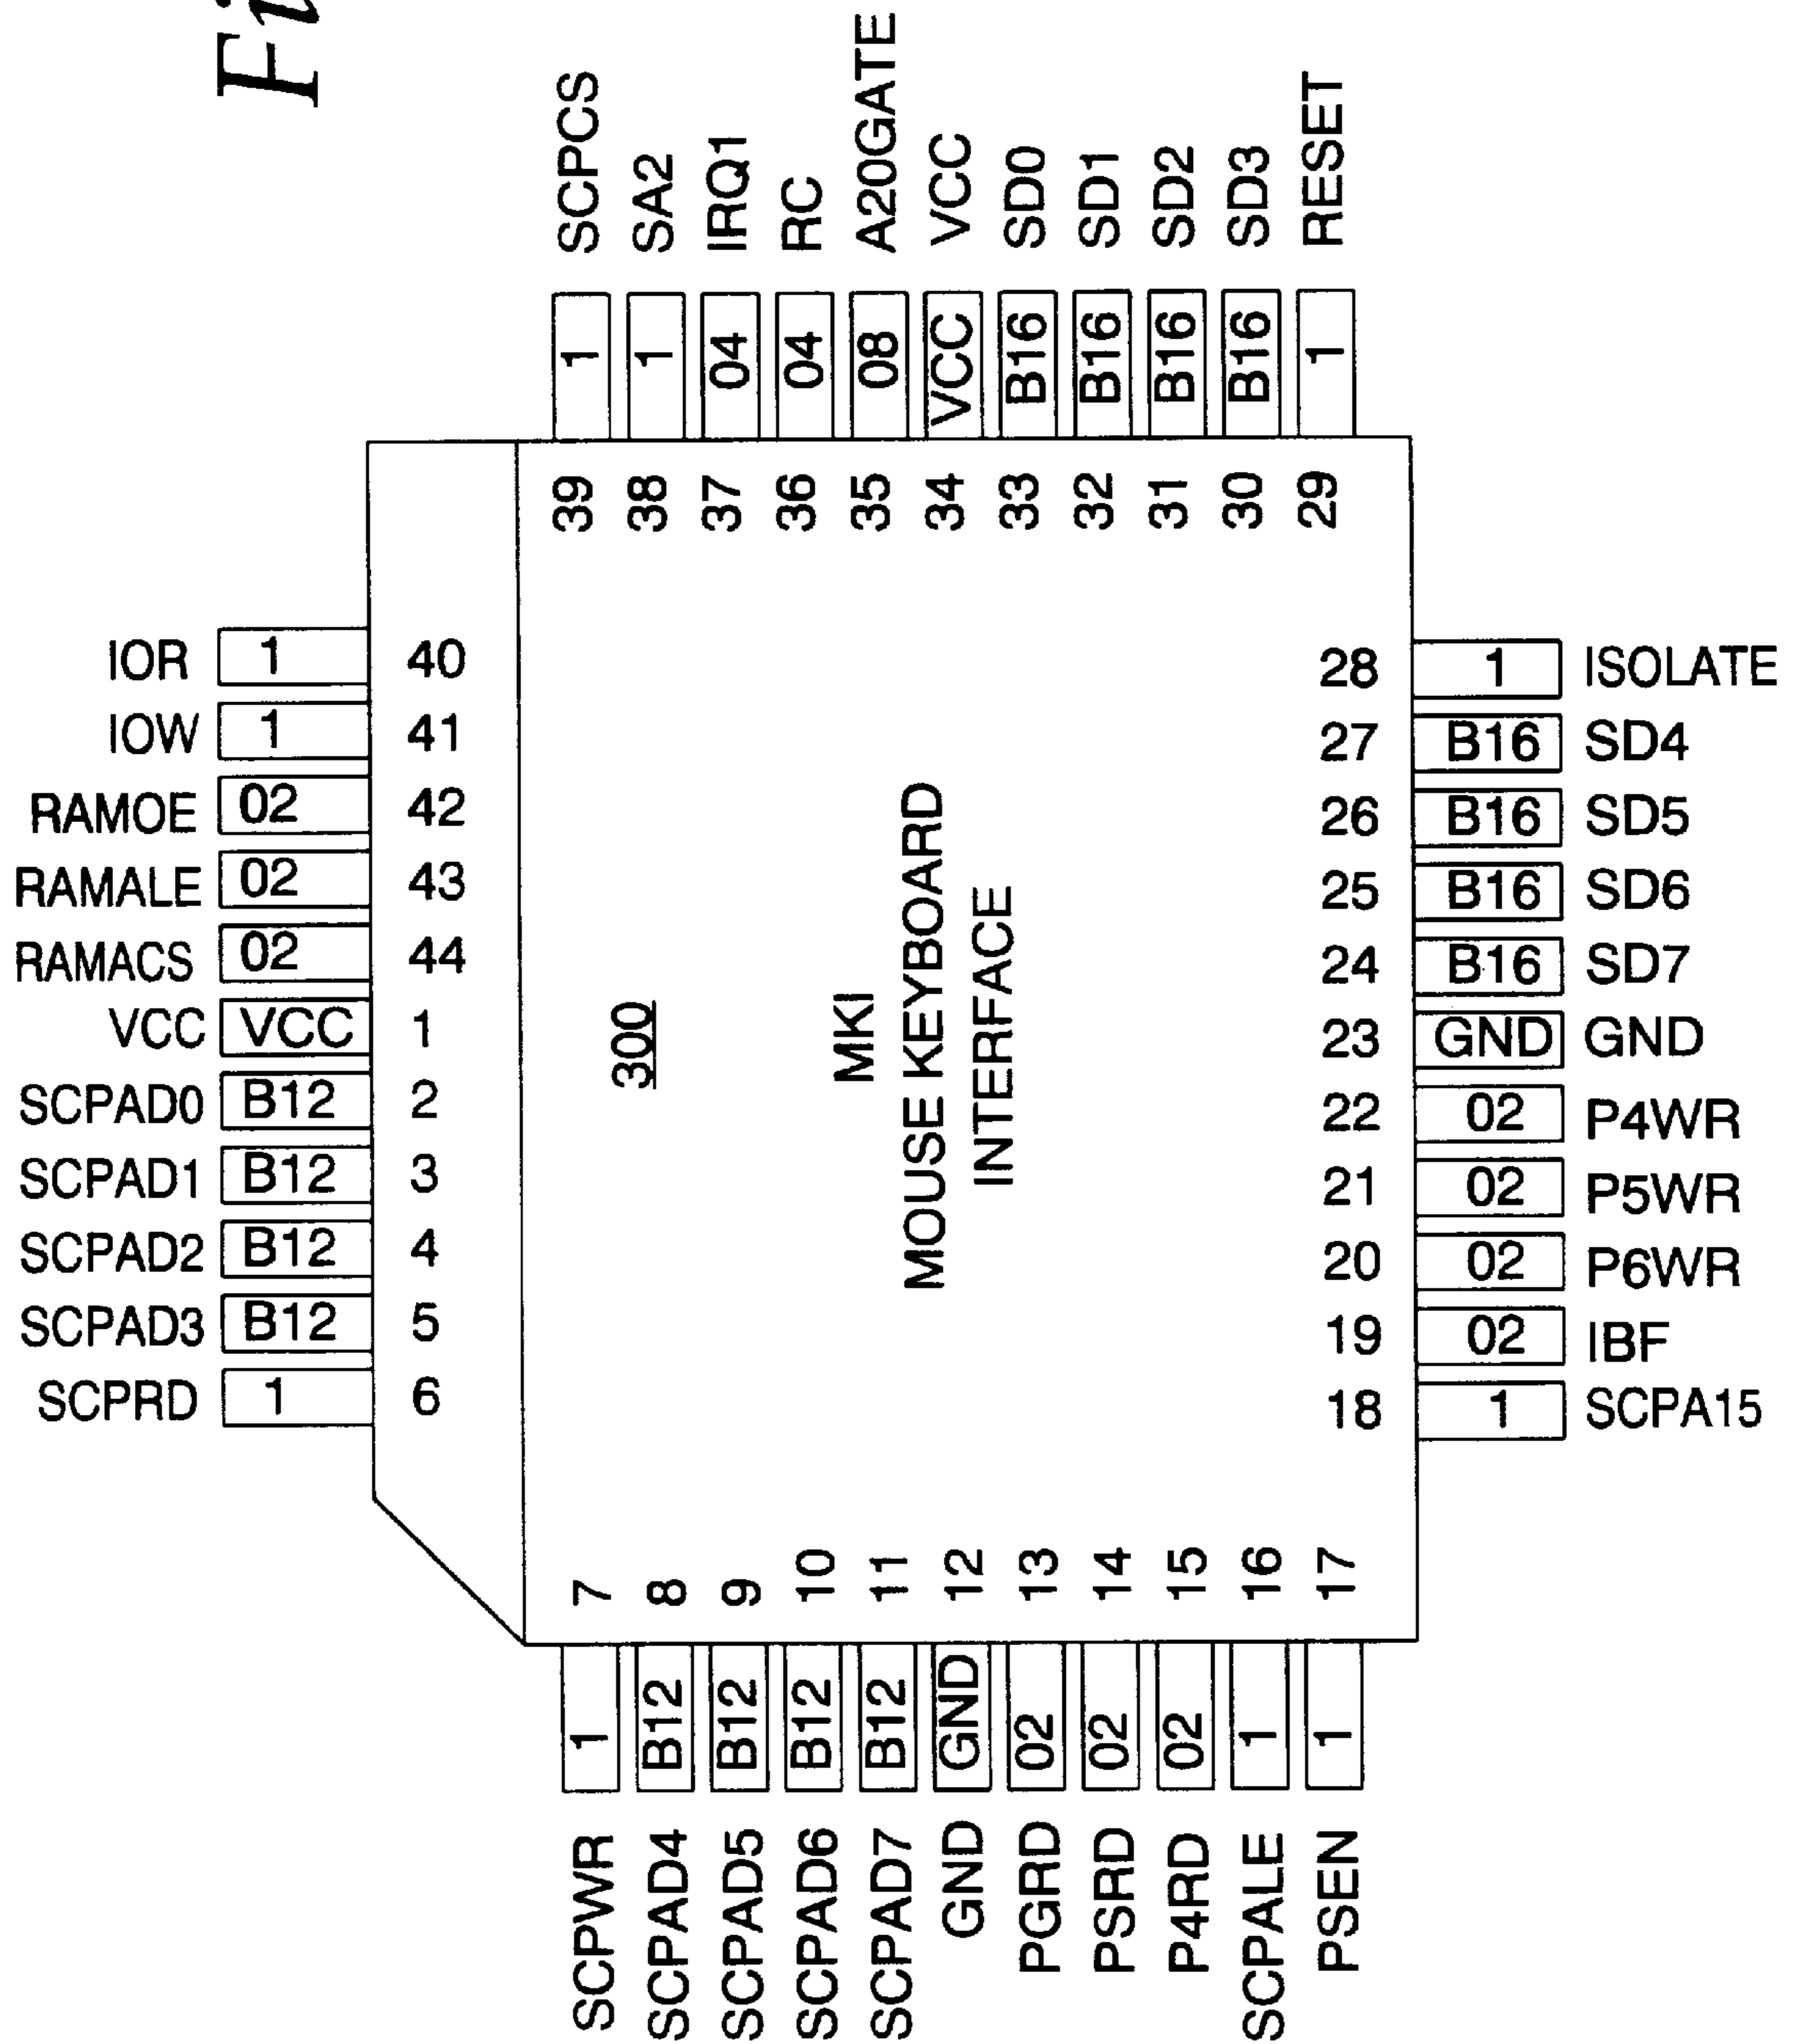 Fi
SCPCS
SA2
IRQ1
RC
A20GATE
VCC
SD0
SD1
SD2
SD3
RESET
1
1
04
04
08
VCC
B16
B16
B16
B16
1
39
38
37
36
35
34
33
32
31
30
29
IOR 1 40
IOW 1 41
RAMOE 02 42
RAMALE 02 43
RAMACS 02 44
VCC VCC 1
SCPAD0 B12 2
SCPAD1 B12 3
SCPAD2 B12 4
SCPAD3 B12 5
SCPRD 1 6
300
MKI
MOUSE KEYBOARD
INTERFACE
28 1 ISOLATE
27 B16 SD4
26 B16 SD5
25 B16 SD6
24 B16 SD7
23 GND GND
22 02 P4WR
21 02 P5WR
20 02 P6WR
19 02 IBF
18 1 SCPA15
7
8
9
10
11
12
13
14
15
16
17
1
B12
B12
B12
B12
GND
02
02
02
1
1
SCPWR
SCPAD4
SCPAD5
SCPAD6
SCPAD7
GND
PGRD
PSRD
P4RD
SCPALE
PSEN